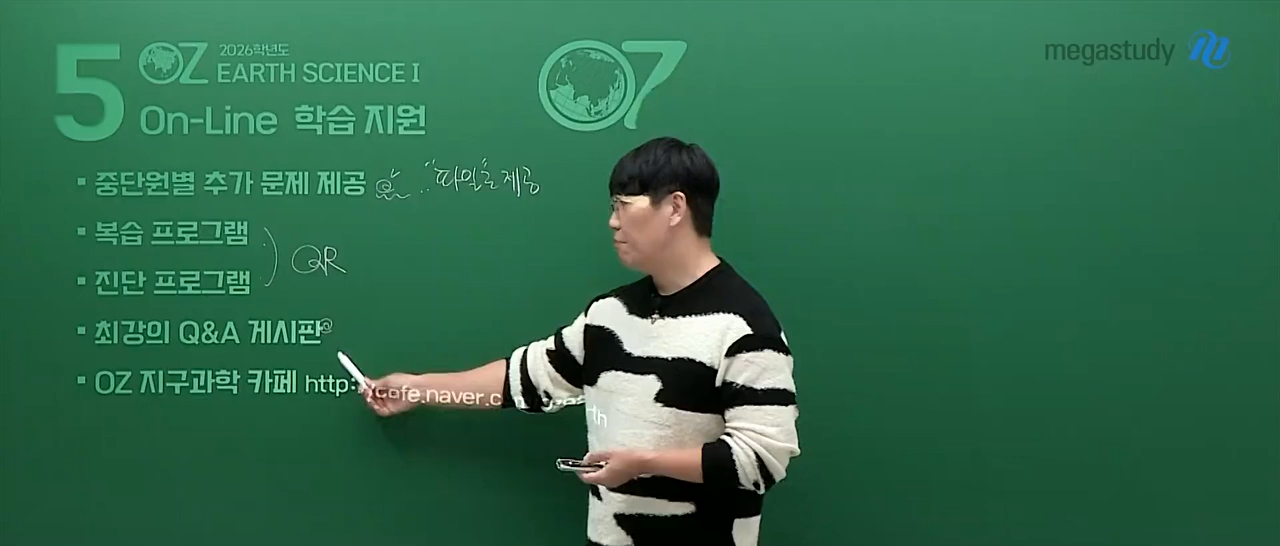 5 OZ 2026학년도
EARTH SCIENCE I
On-Line 학습 지원
OZ
megastudy
▪ 중단원별 추가 문제 제공 "파일"로 제공
▪ 복습 프로그램
QR
▪ 진단 프로그램
▪ 최강의 Q&A 게시판
▪ OZ 지구과학 카페 http: cafe.naver.c